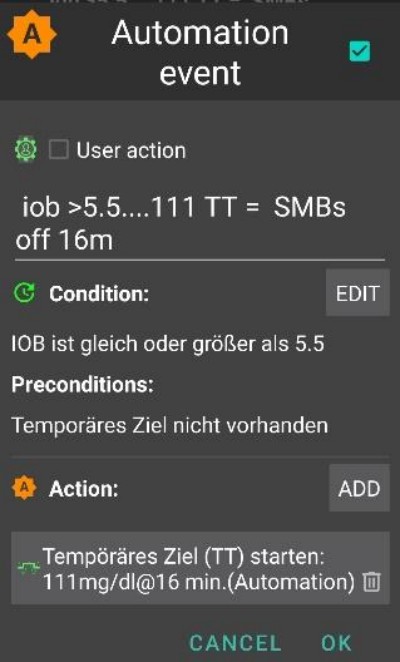 A
Automation
event
User action
iob >5.5....111 TT = SMBs
off 16m
Condition:
EDIT
IOB ist gleich oder größer als 5.5
Preconditions:
Temporäres Ziel nicht vorhanden
A
Action:
ADD
Tempöräres Ziel (TT) starten:
111mg/dl@16 min.(Automation)
CANCEL OK